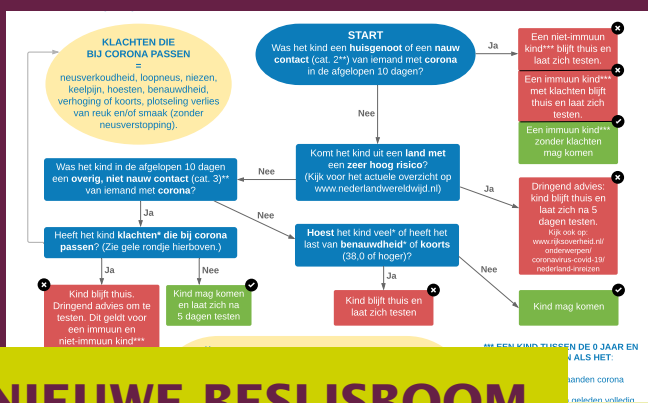 KLACHTEN DIE
BIJ CORONA PASSEN
=
neusverkoudheid, loopneus, niezen,
keelpijn, hoesten, benauwdheid,
verhoging of koorts, plotseling verlies
van reuk en/of smaak (zonder
neusverstopping).
START
Was het kind een huisgenoot of een nauw
contact (cat. 2**) van iemand met corona
in de afgelopen 10 dagen?
Ja
Een niet-immuun
kind*** blijft thuis en
laat zich testen.
Een immuun kind***
met klachten blijft
thuis en laat zich
testen.
Een immuun kind***
zonder klachten
mag komen
Nee
Komt het kind uit een land met
een zeer hoog risico?
(Kijk voor het actuele overzicht op
www.nederlandwereldwijd.nl)
Nee
Ja
Was het kind in de afgelopen 10 dagen
een overig, niet nauw contact (cat. 3)**
van iemand met corona?
Dringend advies:
kind blijft thuis en
laat zich na 5
dagen testen.
Kijk ook op:
www.rijksoverheid.nl/
onderwerpen/
coronavirus-covid-19/
nederland-inreizen
Ja
Nee
Heeft het kind klachten* die bij corona
passen? (Zie gele rondje hierboven.)
Hoest het kind veel* of heeft het
last van benauwdheid* of koorts
(38,0 of hoger)?
Ja
Nee
Ja
Nee
Kind blijft thuis.
Dringend advies om te
testen. Dit geldt voor
een immuun en
niet-immuun kind***
Kind mag komen
en laat zich na
5 dagen testen
Kind blijft thuis en
laat zich testen
Kind mag komen
*** EEN KIND TUSSEN DE 0 JAAR EN
N ALS HET:
aanden corona
geleden volledig
NIEUWE BESLISBOOM